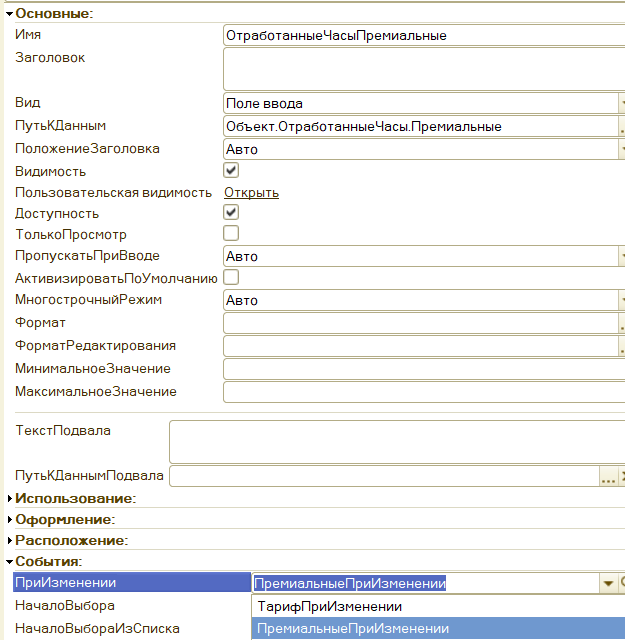 Основные:
Имя ОтработанныеЧасыПремиальные
Заголовок
Вид Поле ввода
ПутьКДанным Объект.ОтработанныеЧасы.Премиальные
ПоложениеЗаголовка Авто
Видимость
Пользовательская видимость Открыть
Доступность
ТолькоПросмотр
ПропускатьПриВводе Авто
АктивизироватьПоУмолчанию
МногострочныйРежим Авто
Формат
ФорматРедактирования
МинимальноеЗначение
МаксимальноеЗначение
ТекстПодвала
ПутьКДаннымПодвала ...
Использование:
Оформление:
Расположение:
События:
ПриИзменении ПремиальныеПриИзменении
НачалоВыбора ТарифПриИзменении
НачалоВыбораИзСписка ПремиальныеПриИзменении